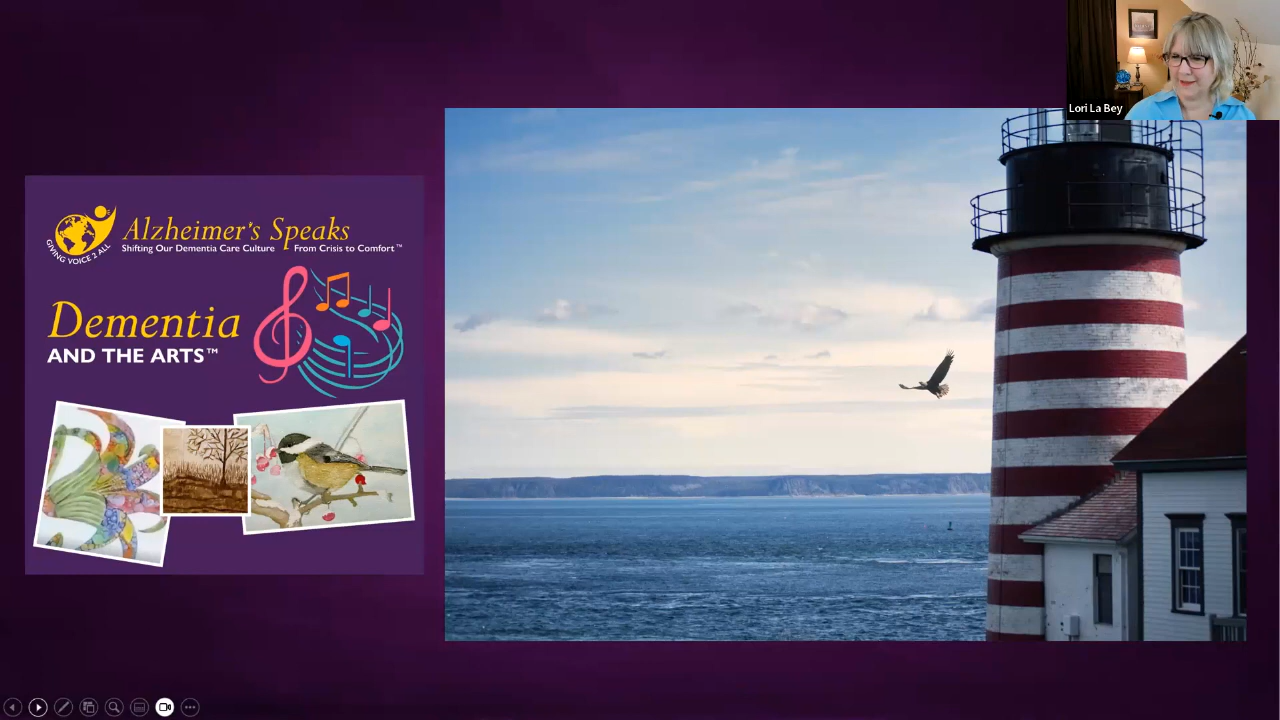 Lori La Bey
Alzheimer's Speaks
Shifting Our Dementia Care Culture From Crisis to Comfort™
GIVING VOICE 2 ALL
Dementia
AND THE ARTS™